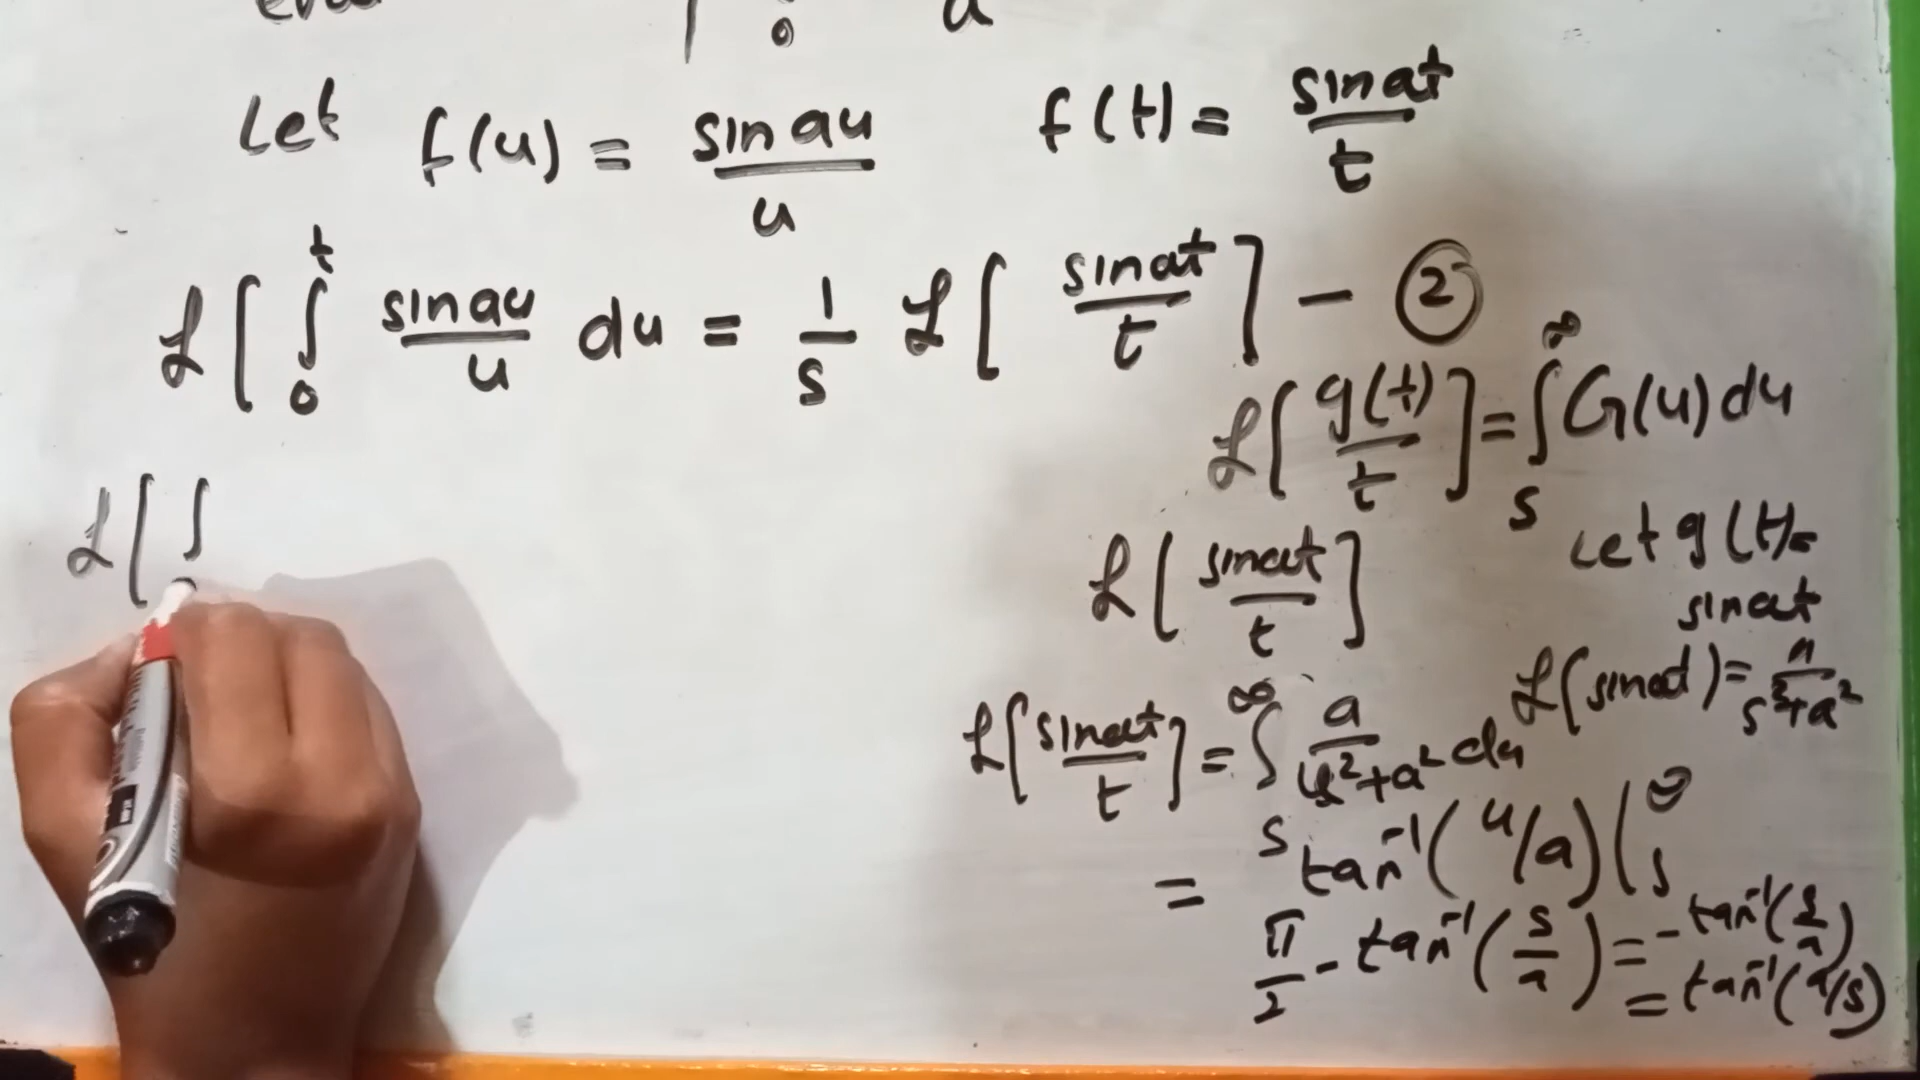 Let f(u) = sin au / u    f(t) = sin at / t
ℒ[ ∫₀ᵗ sin au / u du = 1/s ℒ[ sin at / t ] - ②
ℒ[ g(t) / t ] = ∫ₛ^∞ G(u) du
Let g(t)=
sin at
ℒ[ ∫
ℒ[ sin at / t ]
ℒ(sin at) = a / s²+a²
ℒ[ sin at / t ] = ∫ₛ^∞ a / u²+a² du
= tan⁻¹( u/a ) |ₛ^∞
π/2 - tan⁻¹( s/a ) = - tan⁻¹( s/a )
= tan⁻¹( a/s )